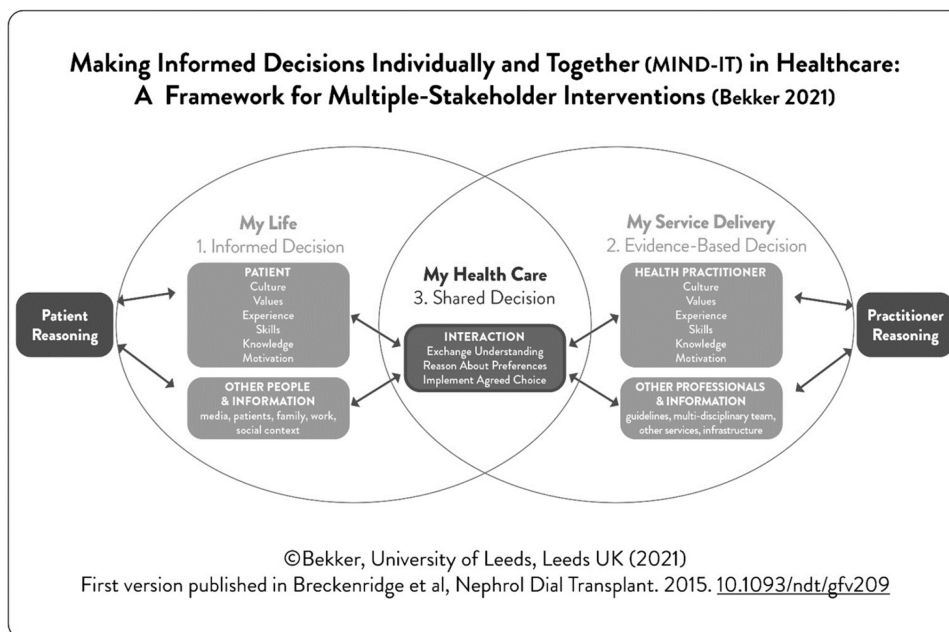 Making Informed Decisions Individually and Together (MIND-IT) in Healthcare:
A Framework for Multiple-Stakeholder Interventions (Bekker 2021)
My Life
1. Informed Decision
PATIENT
Culture
Values
Experience
Skills
Knowledge
Motivation
OTHER PEOPLE
& INFORMATION
media, patients, family, work,
social context
Patient
Reasoning
My Health Care
3. Shared Decision
INTERACTION
Exchange Understanding
Reason About Preferences
Implement Agreed Choice
My Service Delivery
2. Evidence-Based Decision
HEALTH PRACTITIONER
Culture
Values
Experience
Skills
Knowledge
Motivation
OTHER PROFESSIONALS
& INFORMATION
guidelines, multi-disciplinary team,
other services, infrastructure
Practitioner
Reasoning
©Bekker, University of Leeds, Leeds UK (2021)
First version published in Breckenridge et al, Nephrol Dial Transplant. 2015. 10.1093/ndt/gfv209